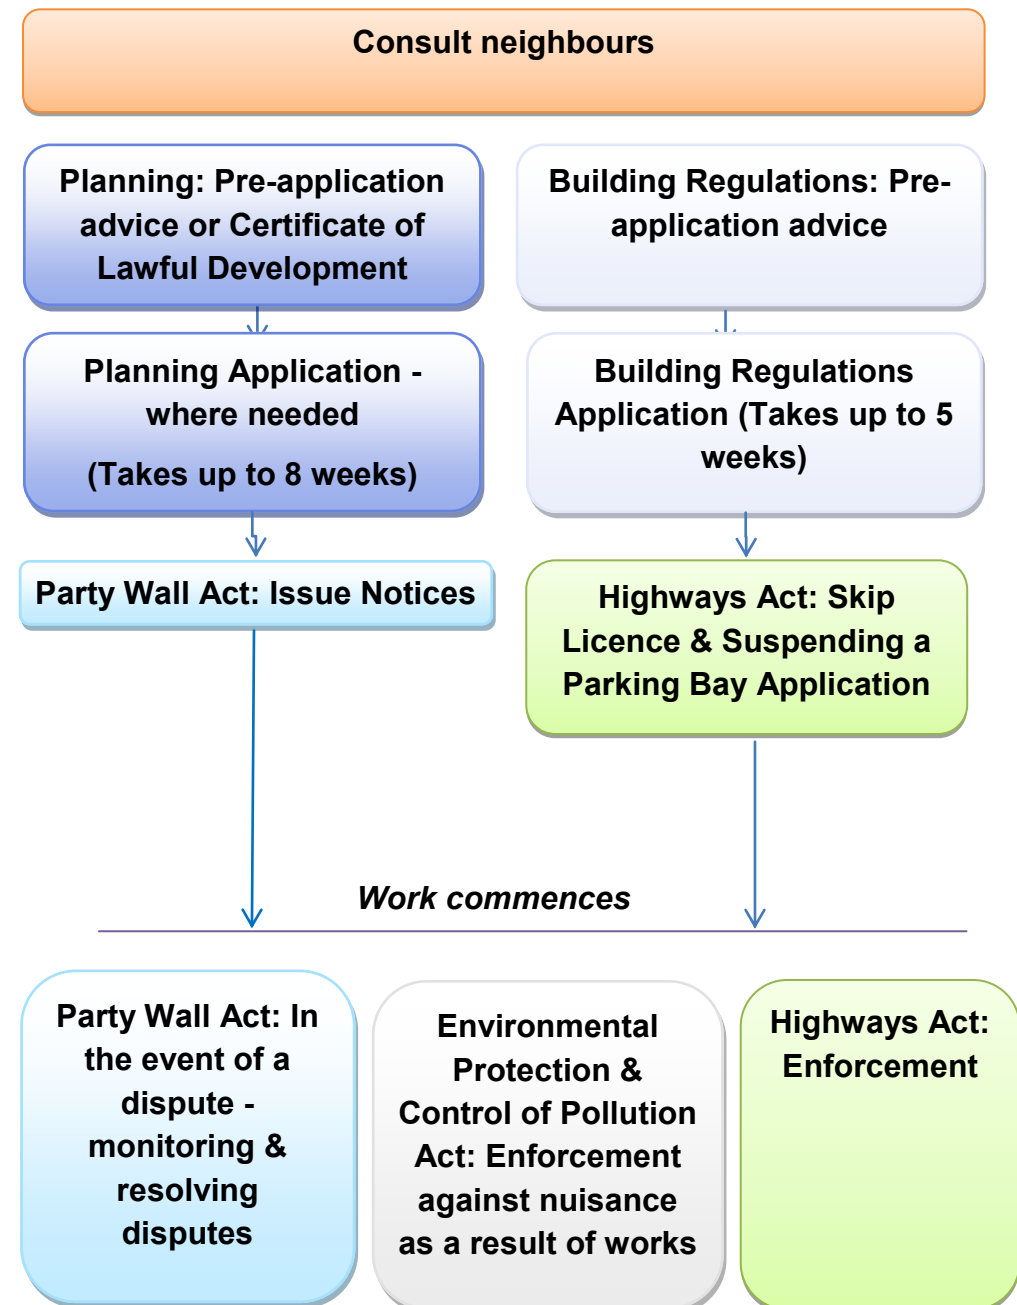 Consult neighbours
Planning: Pre-application
advice or Certificate of
Lawful Development
Building Regulations: Pre-
application advice
Planning Application -
where needed
(Takes up to 8 weeks)
Building Regulations
Application (Takes up to 5
weeks)
Party Wall Act: Issue Notices
Highways Act: Skip
Licence & Suspending a
Parking Bay Application
Work commences
Party Wall Act: In
the event of a
dispute -
monitoring &
resolving
disputes
Environmental
Protection &
Control of Pollution
Act: Enforcement
against nuisance
as a result of works
Highways Act:
Enforcement